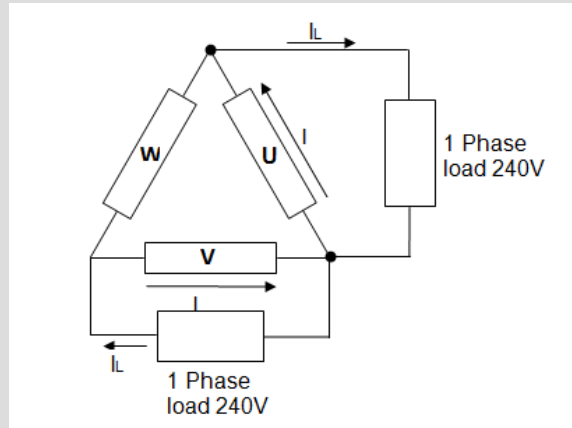 IL
W
U
I
1 Phase
load 240V
V
I
IL
1 Phase
load 240V